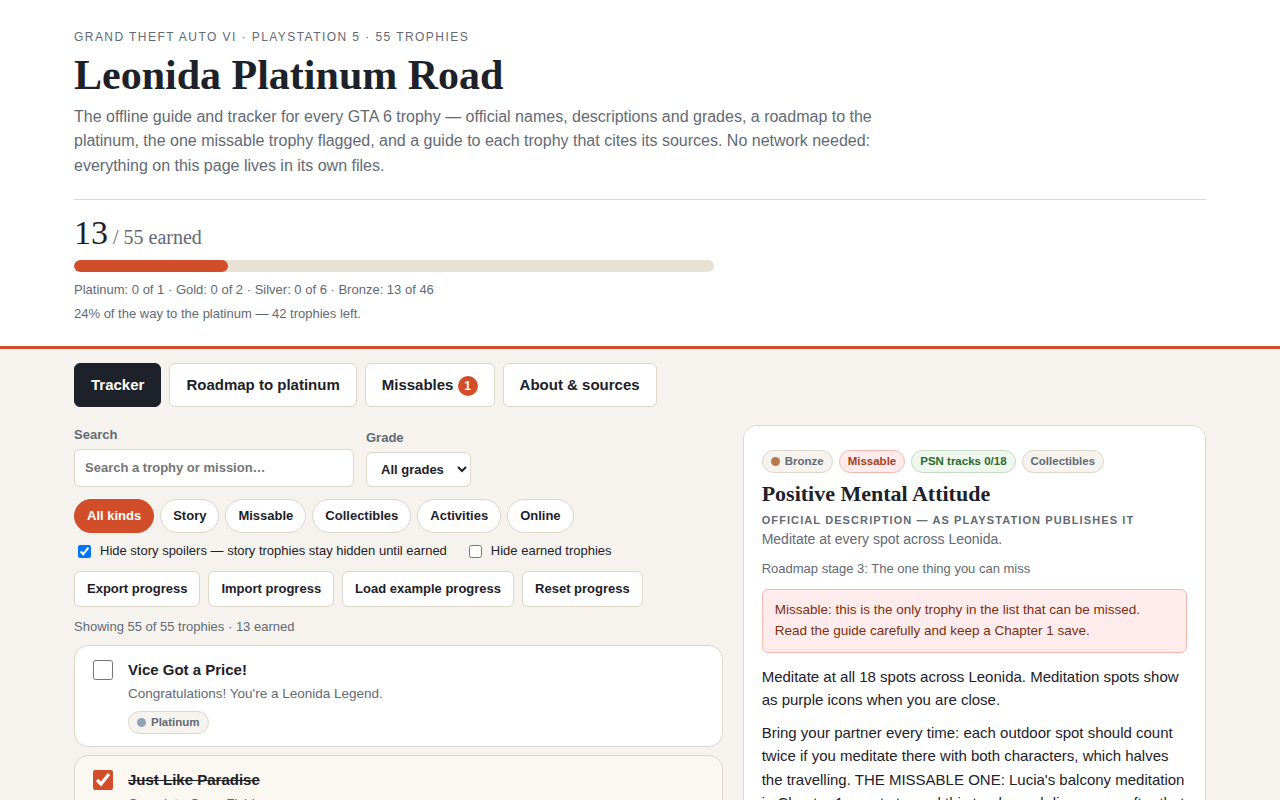 GRAND THEFT AUTO VI · PLAYSTATION 5 · 55 TROPHIES
Leonida Platinum Road
The offline guide and tracker for every GTA 6 trophy — official names, descriptions and grades, a roadmap to the
platinum, the one missable trophy flagged, and a guide to each trophy that cites its sources. No network needed:
everything on this page lives in its own files.
13 / 55 earned
Platinum: 0 of 1 · Gold: 0 of 2 · Silver: 0 of 6 · Bronze: 13 of 46
24% of the way to the platinum — 42 trophies left.
Tracker
Roadmap to platinum
Missables 1
About & sources
Search
Grade
Search a trophy or mission…
All grades
All kinds
Story
Missable
Collectibles
Activities
Online
Hide story spoilers — story trophies stay hidden until earned
Hide earned trophies
Export progress
Import progress
Load example progress
Reset progress
Showing 55 of 55 trophies · 13 earned
Vice Got a Price!
Congratulations! You're a Leonida Legend.
Platinum
Just Like Paradise
Bronze
Missable
PSN tracks 0/18
Collectibles
Positive Mental Attitude
OFFICIAL DESCRIPTION — AS PLAYSTATION PUBLISHES IT
Meditate at every spot across Leonida.
Roadmap stage 3: The one thing you can miss
Missable: this is the only trophy in the list that can be missed.
Read the guide carefully and keep a Chapter 1 save.
Meditate at all 18 spots across Leonida. Meditation spots show
as purple icons when you are close.
Bring your partner every time: each outdoor spot should count
twice if you meditate there with both characters, which halves
the travelling. THE MISSABLE ONE: Lucia's balcony meditation